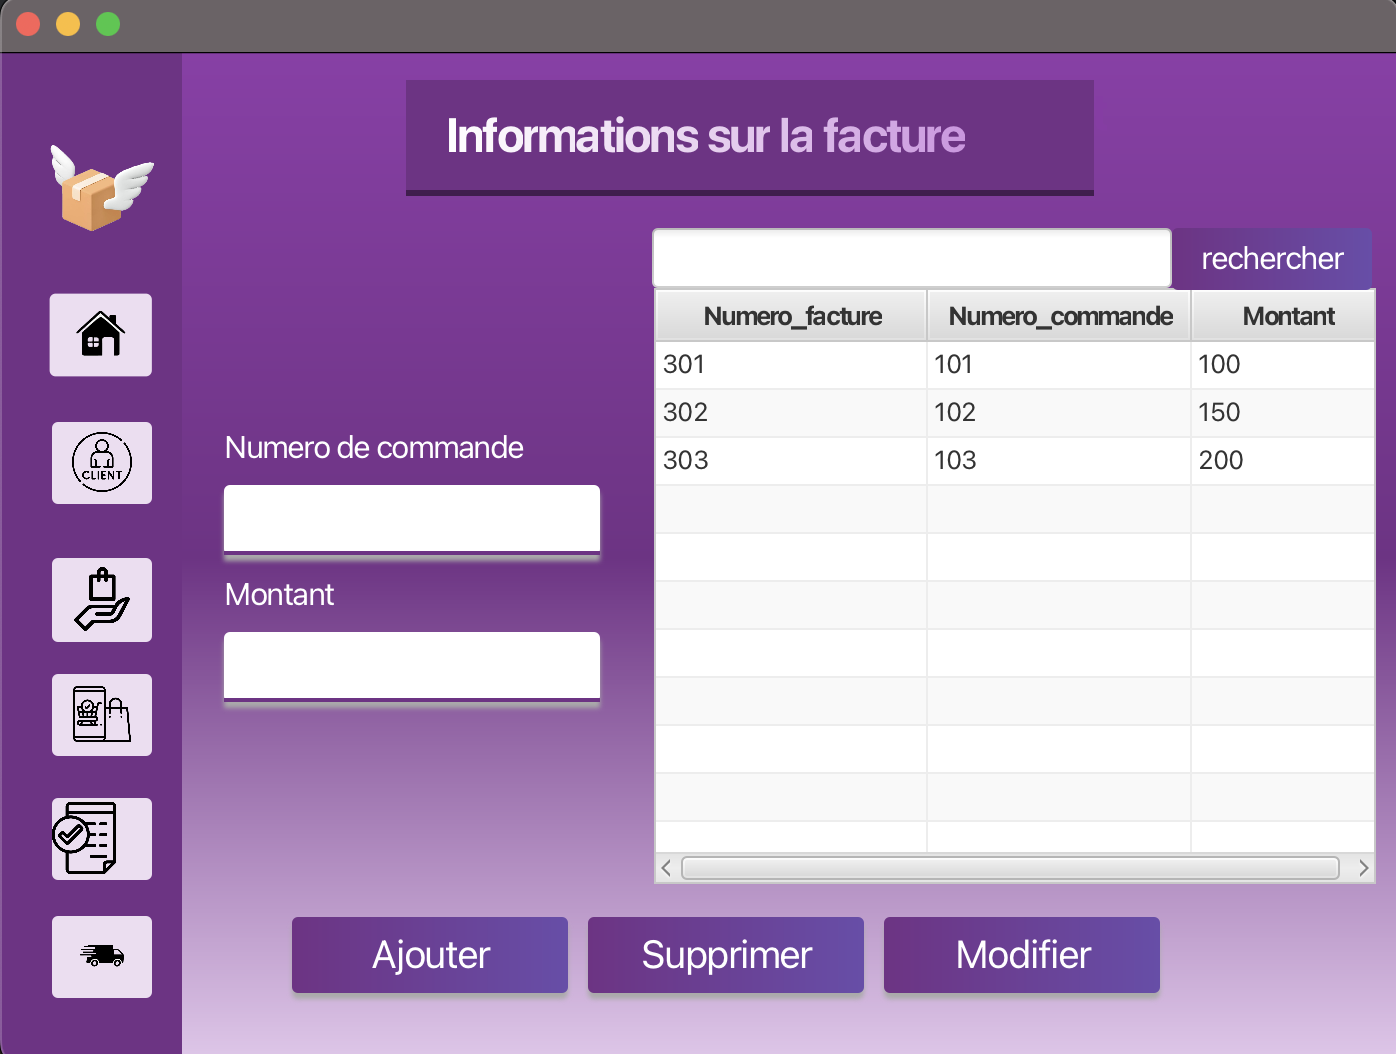 Informations sur la facture
rechercher
Numero_facture Numero_commande Montant
301 101 100
302 102 150
303 103 200
CLIENT
Numero de commande
Montant
Ajouter Supprimer Modifier